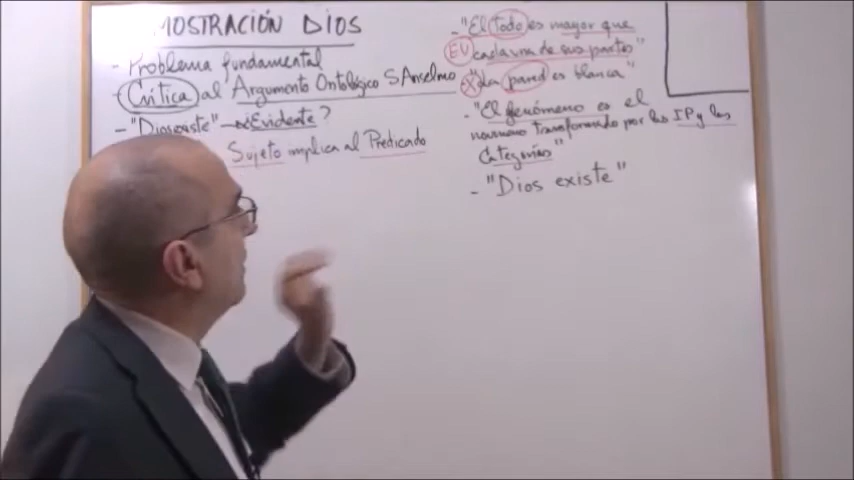 MOSTRACIÓN DIOS
- Problema fundamental
- Crítica al Argumento Ontológico S Anselmo
- "Dios existe" → ¿Evidente?
Sujeto implica al Predicado
- "El todo es mayor que
EV cada una de sus partes"
X "La pared es blanca"
- "El fenómeno es el
noúmeno transformado por las IP y las
Categorías"
- "Dios existe"